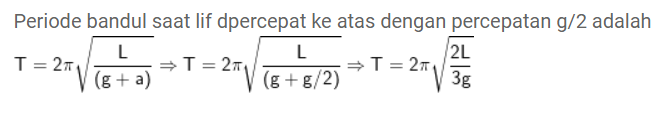 Periode bandul saat lif dpercepat ke atas dengan percepatan g/2 adalah
T = 2π√(L/(g + a)) ⇒ T = 2π√(L/(g + g/2)) ⇒ T = 2π√(2L/3g)